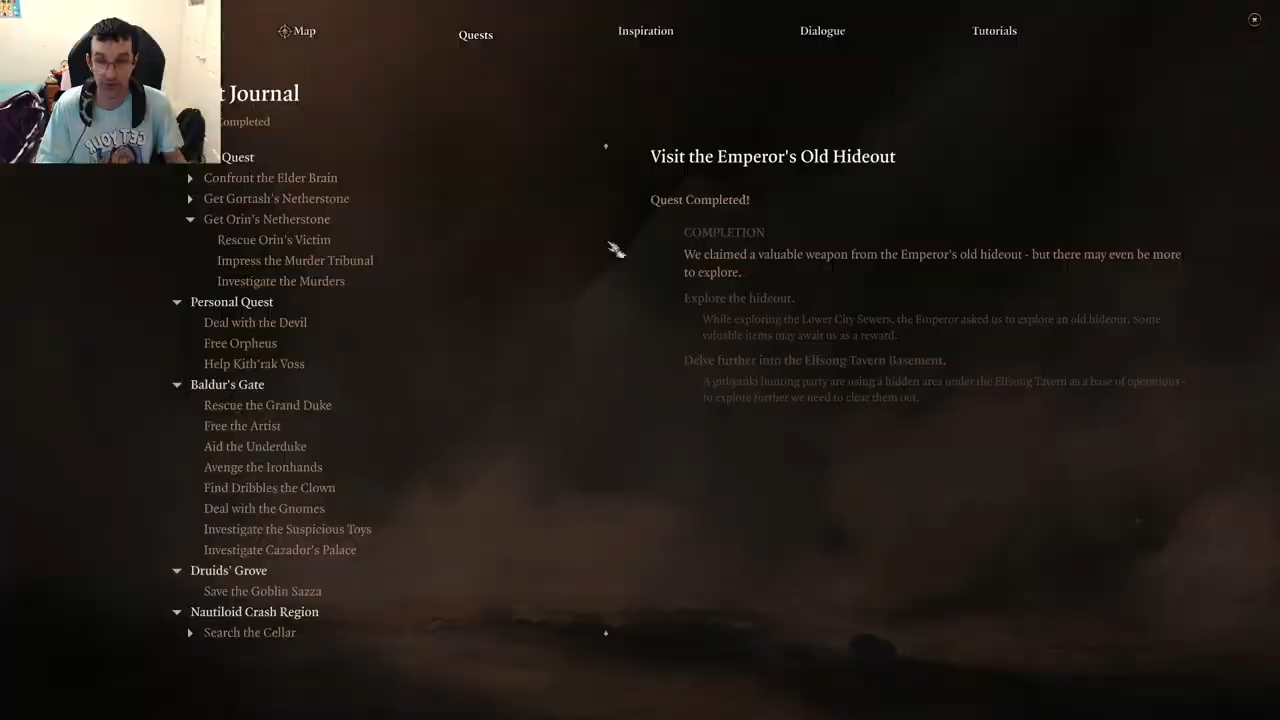 Map
Quests
Inspiration
Dialogue
Tutorials
t Journal
ompleted
Quest
Confront the Elder Brain
Get Gortash's Netherstone
Get Orin's Netherstone
Rescue Orin's Victim
Impress the Murder Tribunal
Investigate the Murders
Personal Quest
Deal with the Devil
Free Orpheus
Help Kith'rak Voss
Baldur's Gate
Rescue the Grand Duke
Free the Artist
Aid the Underduke
Avenge the Ironhands
Find Dribbles the Clown
Deal with the Gnomes
Investigate the Suspicious Toys
Investigate Cazador's Palace
Druids' Grove
Save the Goblin Sazza
Nautiloid Crash Region
Search the Cellar
Visit the Emperor's Old Hideout
Quest Completed!
COMPLETION
We claimed a valuable weapon from the Emperor's old hideout - but there may even be more
to explore.
Explore the hideout.
While exploring the Lower City Sewers, the Emperor asked us to explore an old hideout. Some
valuable items may await us as a reward.
Delve further into the Elfsong Tavern Basement.
A githyanki hunting party are using a hidden area under the Elfsong Tavern as a base of operations -
to explore further we need to clear them out.
GET YOUR